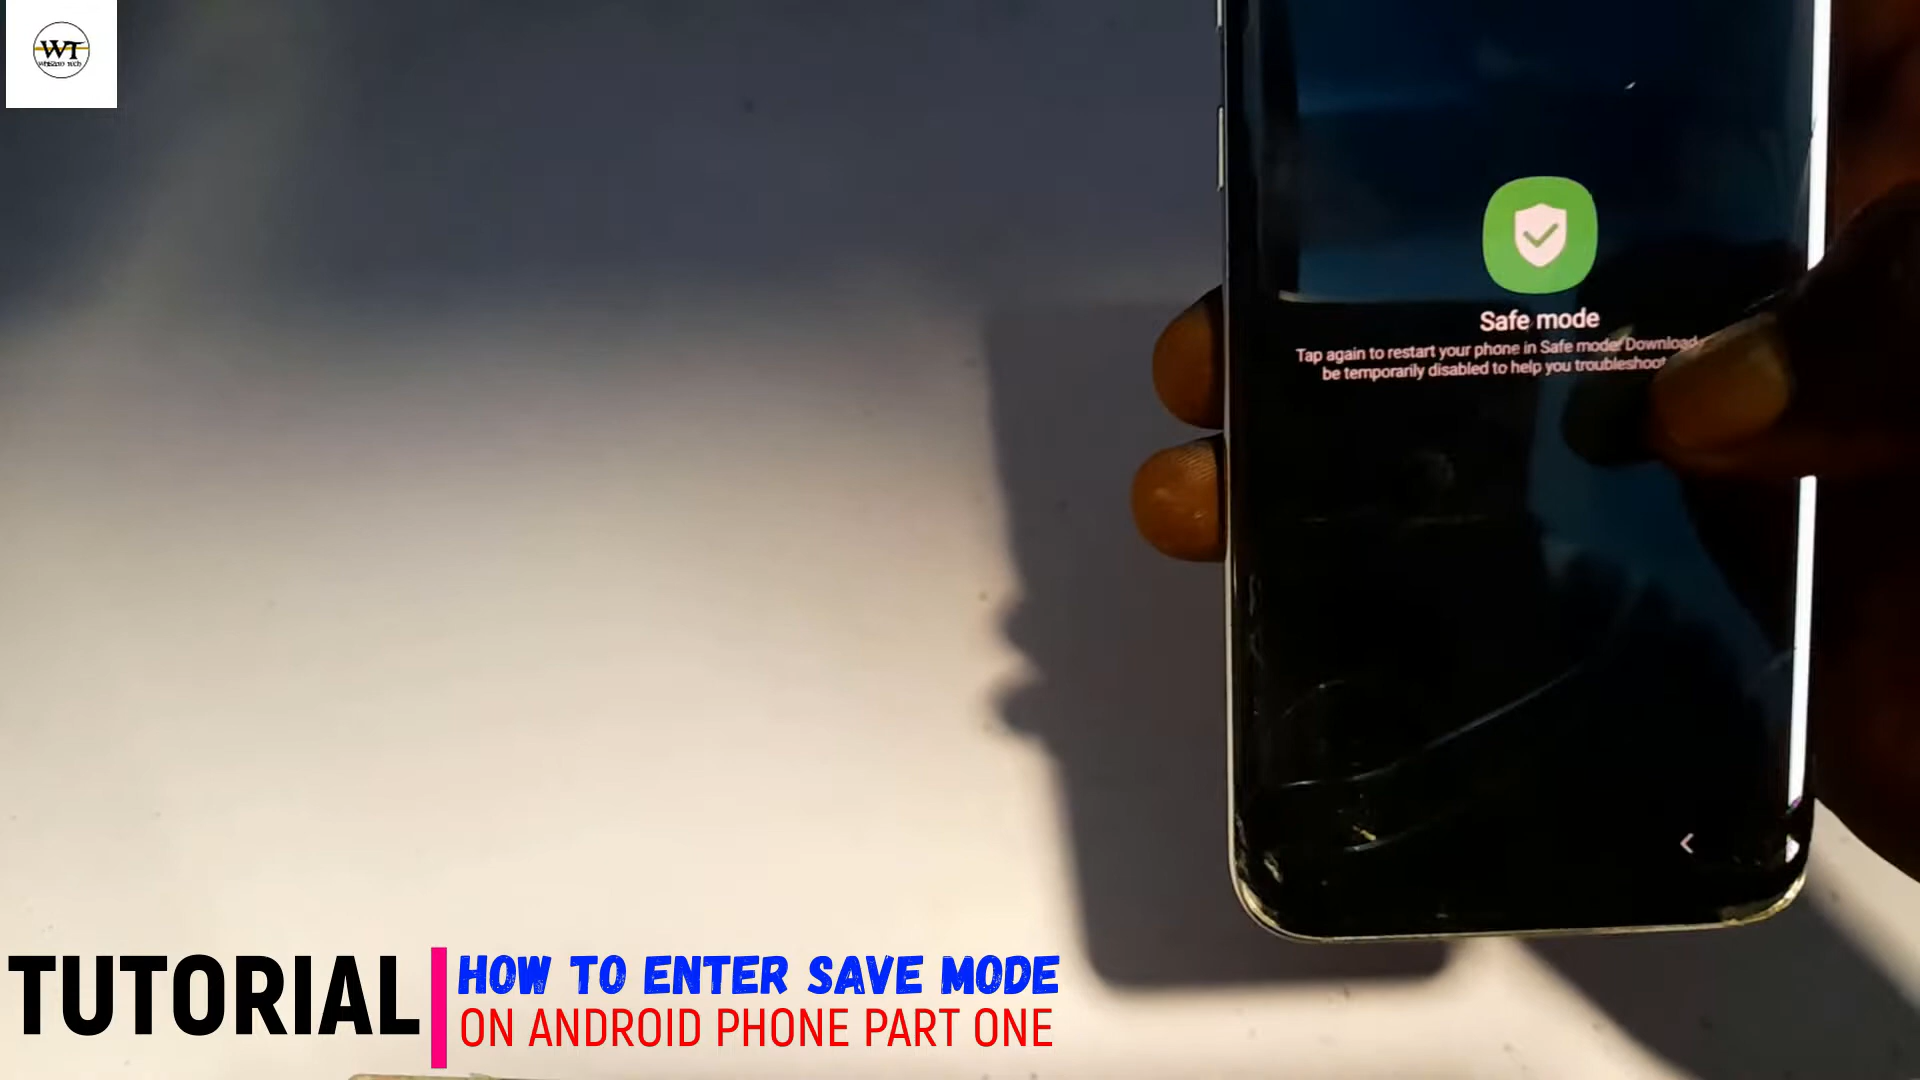 WT
Safe mode
Tap again to restart your phone in Safe mode. Download
be temporarily disabled to help you troubleshoot
TUTORIAL
HOW TO ENTER SAVE MODE
ON ANDROID PHONE PART ONE